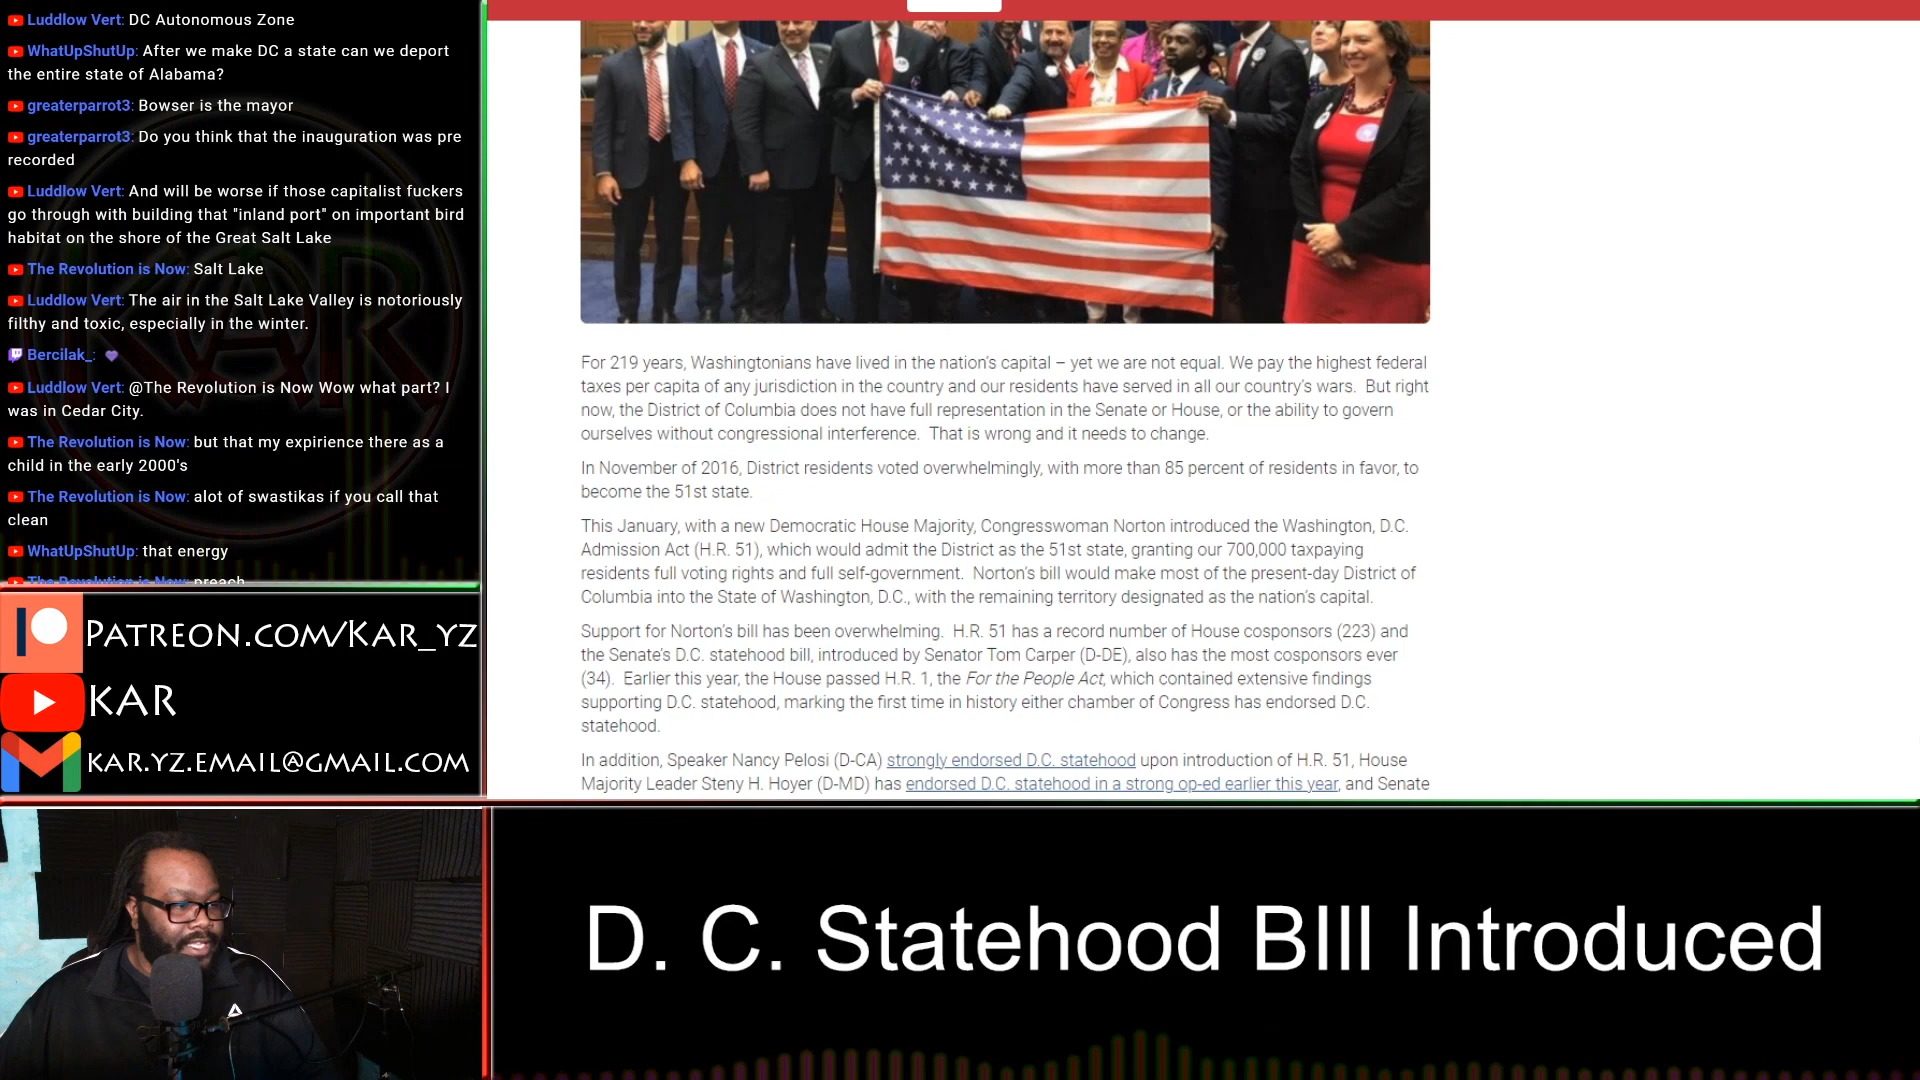 Luddlow Vert: DC Autonomous Zone
WhatUpShutUp: After we make DC a state can we deport
the entire state of Alabama?
greaterparrot3: Bowser is the mayor
greaterparrot3: Do you think that the inauguration was pre
recorded
Luddlow Vert: And will be worse if those capitalist fuckers
go through with building that "inland port" on important bird
habitat on the shore of the Great Salt Lake
The Revolution is Now: Salt Lake
Luddlow Vert: The air in the Salt Lake Valley is notoriously
filthy and toxic, especially in the winter.
Bercilak_:
Luddlow Vert: @The Revolution is Now Wow what part? I
was in Cedar City.
The Revolution is Now: but that my expirience there as a
child in the early 2000's
The Revolution is Now: alot of swastikas if you call that
clean
WhatUpShutUp: that energy
The Revolution is Now: preach
KAR
PATREON.COM/KAR_YZ
KAR
KAR.YZ.EMAIL@GMAIL.COM
For 219 years, Washingtonians have lived in the nation's capital – yet we are not equal. We pay the highest federal
taxes per capita of any jurisdiction in the country and our residents have served in all our country's wars.  But right
now, the District of Columbia does not have full representation in the Senate or House, or the ability to govern
ourselves without congressional interference.  That is wrong and it needs to change.
In November of 2016, District residents voted overwhelmingly, with more than 85 percent of residents in favor, to
become the 51st state.
This January, with a new Democratic House Majority, Congresswoman Norton introduced the Washington, D.C.
Admission Act (H.R. 51), which would admit the District as the 51st state, granting our 700,000 taxpaying
residents full voting rights and full self-government.  Norton's bill would make most of the present-day District of
Columbia into the State of Washington, D.C., with the remaining territory designated as the nation's capital.
Support for Norton's bill has been overwhelming.  H.R. 51 has a record number of House cosponsors (223) and
the Senate's D.C. statehood bill, introduced by Senator Tom Carper (D-DE), also has the most cosponsors ever
(34).  Earlier this year, the House passed H.R. 1, the For the People Act, which contained extensive findings
supporting D.C. statehood, marking the first time in history either chamber of Congress has endorsed D.C.
statehood.
In addition, Speaker Nancy Pelosi (D-CA) strongly endorsed D.C. statehood upon introduction of H.R. 51, House
Majority Leader Steny H. Hoyer (D-MD) has endorsed D.C. statehood in a strong op-ed earlier this year, and Senate
D. C. Statehood BIll Introduced